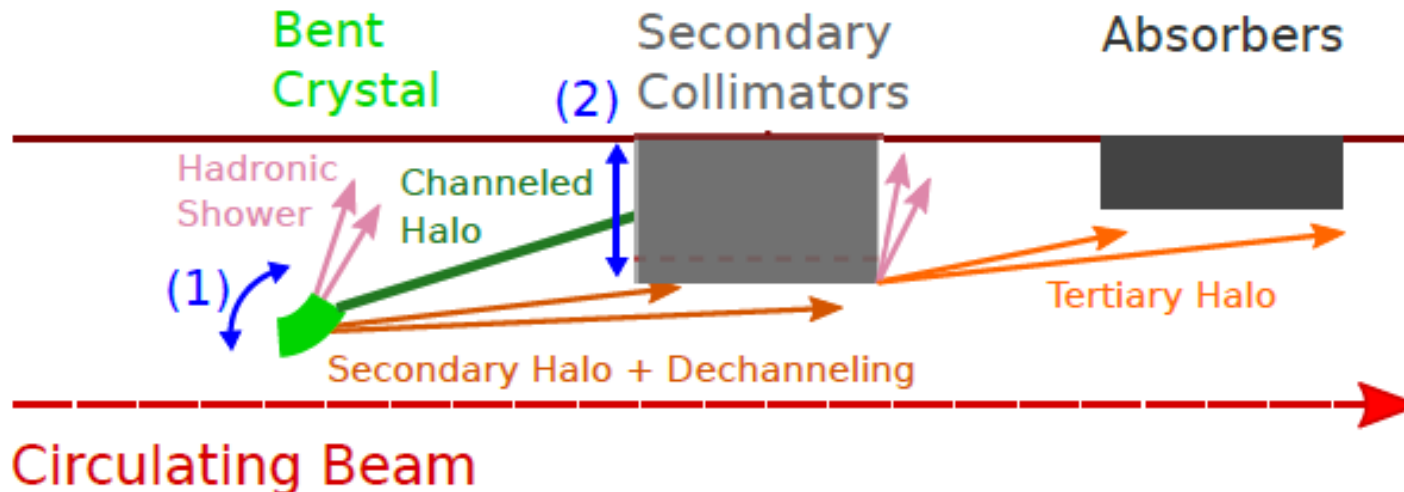 Bent
Crystal
Secondary
Collimators
Absorbers
(2)
Hadronic
Shower
Channeled
Halo
(1)
Tertiary Halo
Secondary Halo + Dechanneling
Circulating Beam